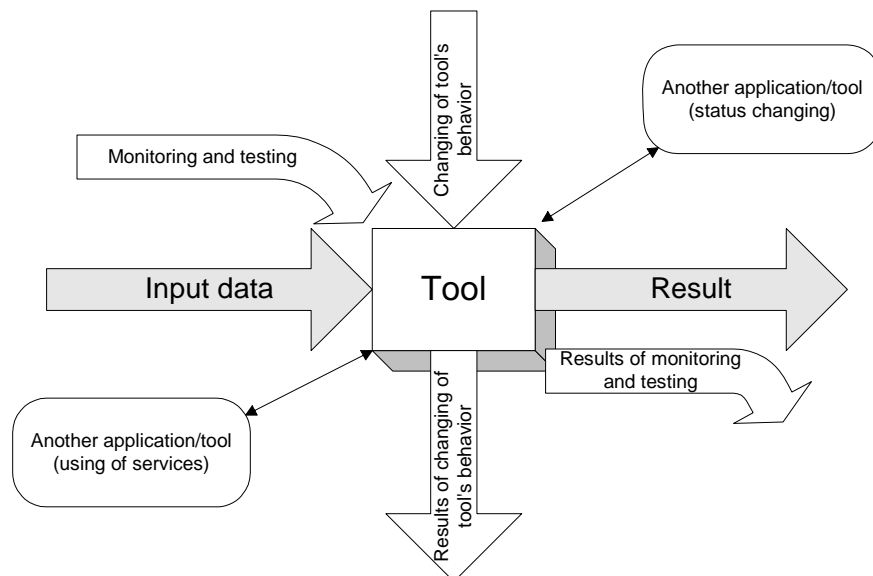 Changing of tool's
behavior
Another application/tool
(status changing)
Monitoring and testing
Input data
Tool
Result
Results of monitoring
and testing
Another application/tool
(using of services)
Results of changing of
tool's behavior